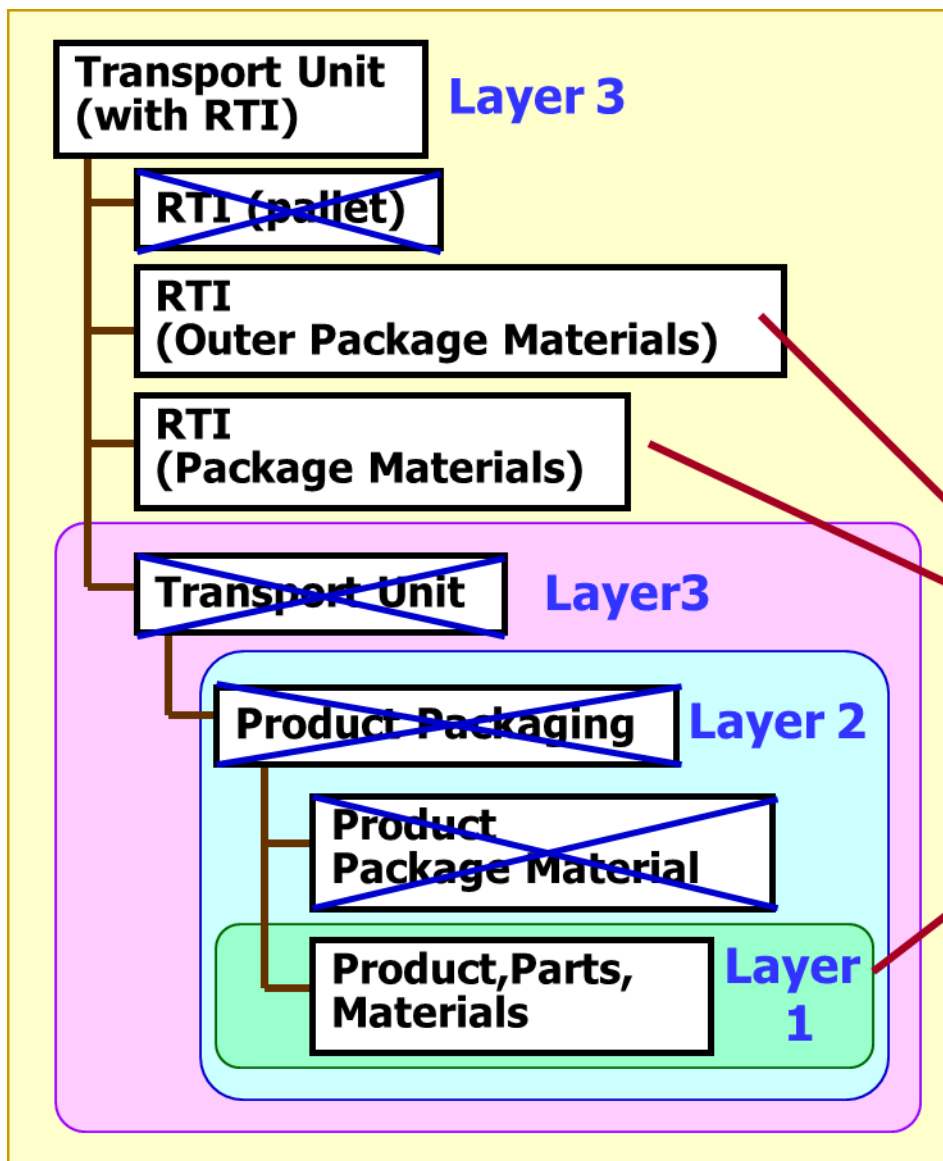 Transport Unit
(with RTI)
Layer 3
RTI (pallet)
RTI
(Outer Package Materials)
RTI
(Package Materials)
Transport Unit
Layer3
Product Packaging
Layer 2
Product
Package Material
Product,Parts,
Materials
Layer
1